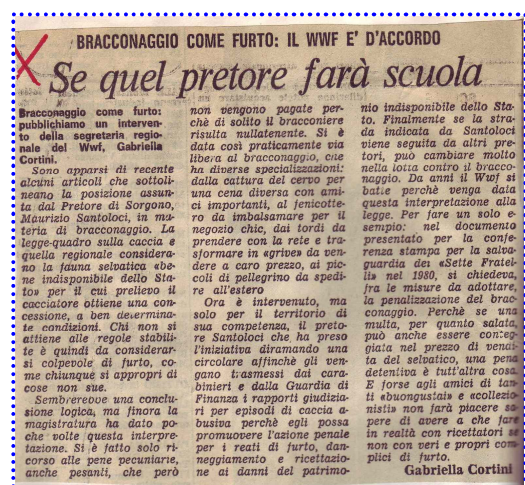 BRACCONAGGIO COME FURTO: IL WWF E' D'ACCORDO
Se quel pretore farà scuola
Bracconaggio come furto:
pubblichiamo un interven-
to della segretaria regio-
nale del Wwf, Gabriella
Cortini.
Sono apparsi di recente
alcuni articoli che sottoli-
neano la posizione assun-
ta dal Pretore di Sorgono,
Maurizio Santoloci, in ma-
teria di bracconaggio. La
legge-quadro sulla caccia e
quella regionale considera-
no la fauna selvatica «be-
ne indisponibile dello Sta-
to» per il cui prelievo il
cacciatore ottiene una con-
cessione, a ben determina-
te condizioni. Chi non si
attiene alle regole stabili-
te è quindi da considerar-
si colpevole di furto, co-
me chiunque si appropri di
cose non sue.
Sembrerebbe una conclu-
sione logica, ma finora la
magistratura ha dato po-
che volte questa interpre-
tazione. Si è fatto solo ri-
corso alle pene pecuniarie,
anche pesanti, che però
non vengono pagate per-
chè di solito il bracconiere
risulta nullatenente. Si è
data così praticamente via
libera al bracconaggio, che
ha diverse specializzazioni:
dalla cattura del cervo per
una cena diversa con ami-
ci importanti, al fenicotte-
ro da imbalsamare per il
negozio chic, dai tordi da
prendere con la rete e tra-
sformare in «grive» da ven-
dere a caro prezzo, ai pic-
coli di pellegrino da spedi-
re all'estero
Ora è intervenuto, ma
solo per il territorio di
sua competenza, il preto-
re Santoloci che ha preso
l'iniziativa diramando una
circolare affinchè gli ven-
gano trasmessi dai cara-
binieri e dalla Guardia di
Finanza i rapporti giudizia-
ri per episodi di caccia a-
busiva perchè egli possa
promuovere l'azione penale
per i reati di furto, dan-
neggiamento e ricettazio-
ne ai danni del patrimo-
nio indisponibile dello Sta-
to. Finalmente se la stra-
da indicata da Santoloci
viene seguita da altri pre-
tori, può cambiare molto
nella lotta contro il bracco-
naggio. Da anni il Wwf si
batte perchè venga data
questa interpretazione alla
legge. Per fare un solo e-
sempio: nel documento
presentato per la confe-
renza stampa per la salva-
guardia dei «Sette Fratel-
li» nel 1980, si chiedeva,
fra le misure da adottare,
la penalizzazione del brac-
conaggio. Perchè se una
multa, per quanto salata,
può anche essere conteg-
giata nel prezzo di vendi-
ta del selvatico, una pena
detentiva è tutt'altra cosa.
E forse agli amici di tan-
ti «buongustai» e «collezio-
nisti» non farà piacere sa-
pere di avere a che fare
in realtà con ricettatori se
non con veri e propri com-
plici di furto.
Gabriella Cortini